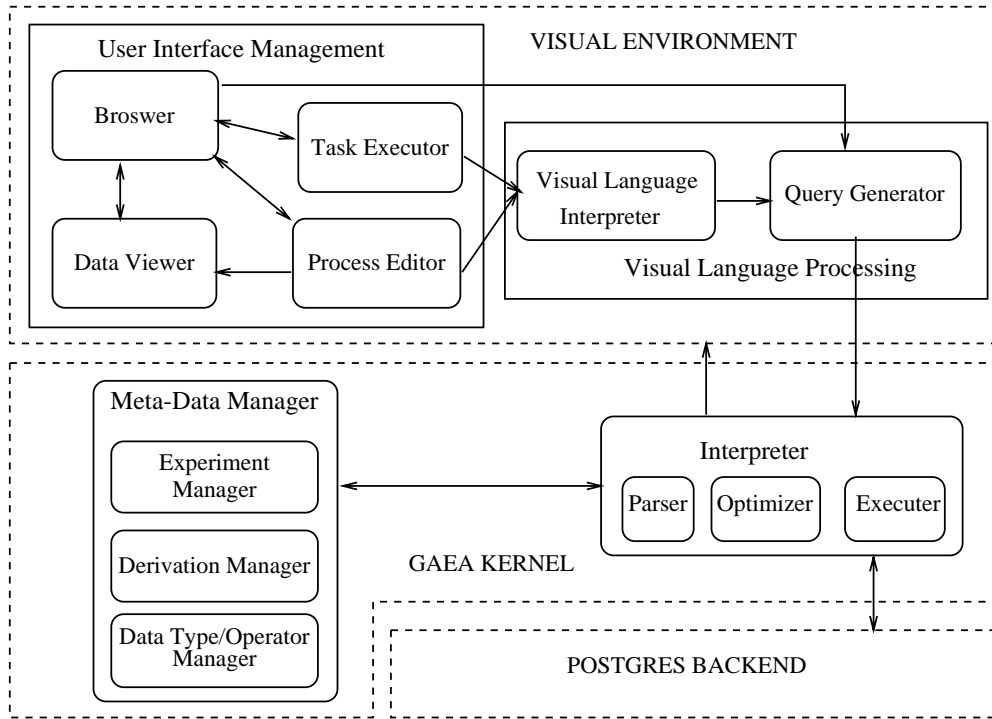 VISUAL ENVIRONMENT
User Interface Management
Broswer
Task Executor
Data Viewer
Process Editor
Visual Language
Interpreter
Query Generator
Visual Language Processing
Meta-Data Manager
Experiment
Manager
Derivation Manager
Data Type/Operator
Manager
Interpreter
Parser
Optimizer
Executer
GAEA KERNEL
POSTGRES BACKEND